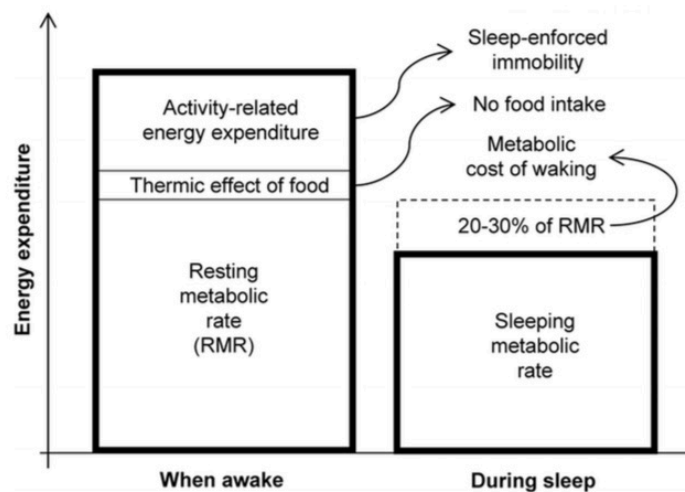 Energy expenditure
Activity-related
energy expenditure
Thermic effect of food
Resting
metabolic
rate
(RMR)
Sleep-enforced
immobility
No food intake
Metabolic
cost of waking
20-30% of RMR
Sleeping
metabolic
rate
When awake
During sleep